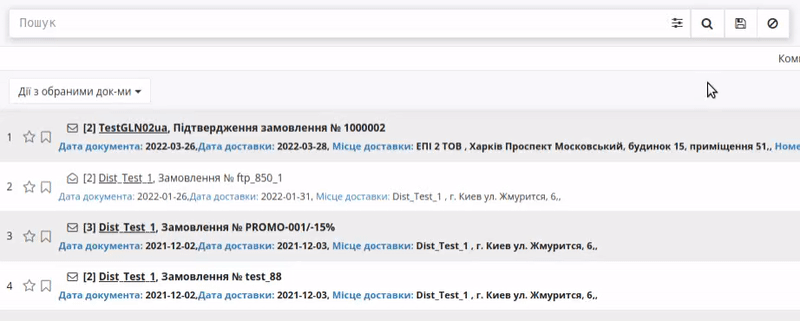 Пошук
Ком
Дії з обраними док-ми
1 [2] TestGLN02ua, Підтвердження замовлення № 1000002
Дата документа: 2022-03-26,Дата доставки: 2022-03-28, Місце доставки: ЕПІ 2 ТОВ , Харків Проспект Московський, будинок 15, приміщення 51,, Номе
2 [2] Dist_Test_1, Замовлення № ftp_850_1
Дата документа: 2022-01-26,Дата доставки: 2022-01-31, Місце доставки: Dist_Test_1 , г. Киев ул. Жмурится, 6,,
3 [3] Dist_Test_1, Замовлення № PROMO-001/-15%
Дата документа: 2021-12-02,Дата доставки: 2021-12-03, Місце доставки: Dist_Test_1 , г. Киев ул. Жмурится, 6,,
4 [2] Dist_Test_1, Замовлення № test_88
Дата документа: 2021-12-02,Дата доставки: 2021-12-03, Місце доставки: Dist_Test_1 , г. Киев ул. Жмурится, 6,,